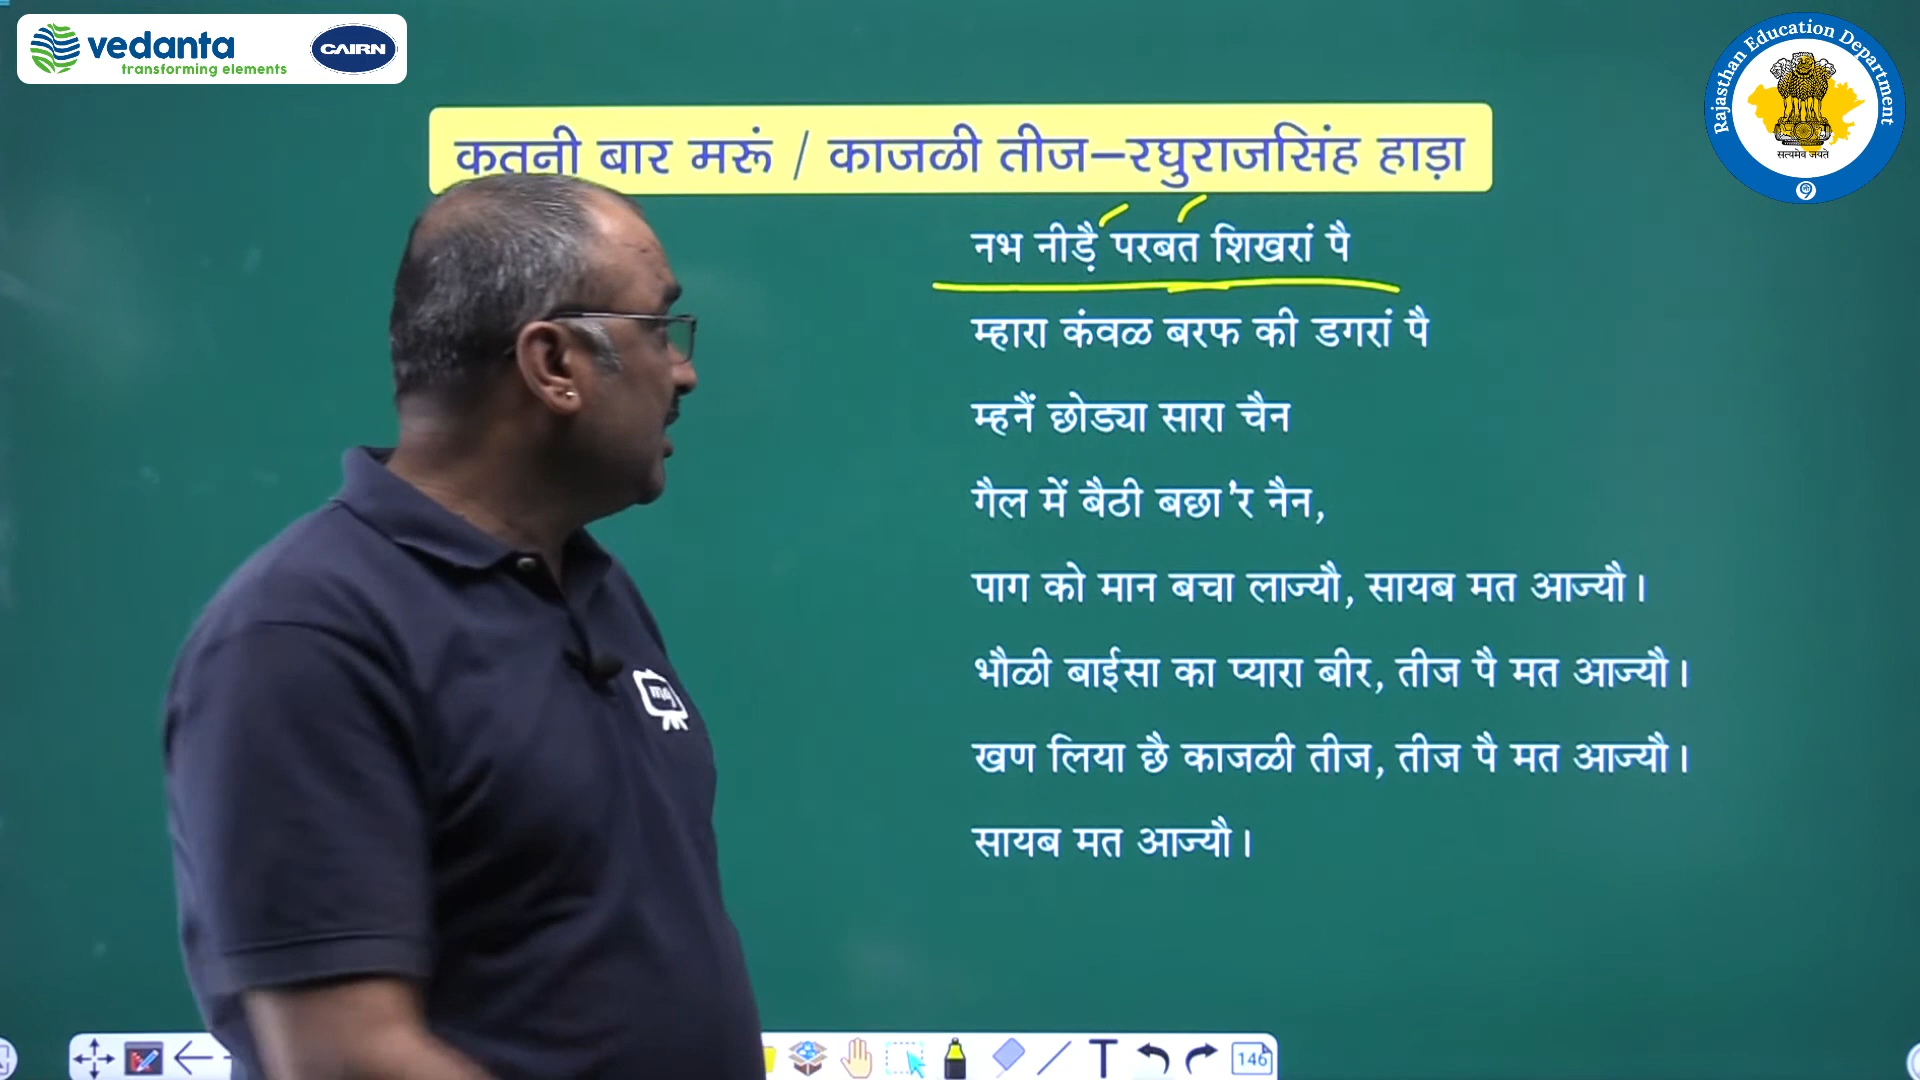 vedanta
transforming elements
CAIRN
Rajasthan Education Department
सत्यमेव जयते
कतनी बार मरूं / काजळी तीज–रघुराजसिंह हाड़ा
नभ नीड़ै परबत शिखरां पै
म्हारा कंवळ बरफ की डगरां पै
म्हनैं छोड्या सारा चैन
गैल में बैठी बछा'र नैन,
पाग को मान बचा लाज्यौ, सायब मत आज्यौ।
भौळी बाईसा का प्यारा बीर, तीज पै मत आज्यौ।
खण लिया छै काजळी तीज, तीज पै मत आज्यौ।
सायब मत आज्यौ।
T
146